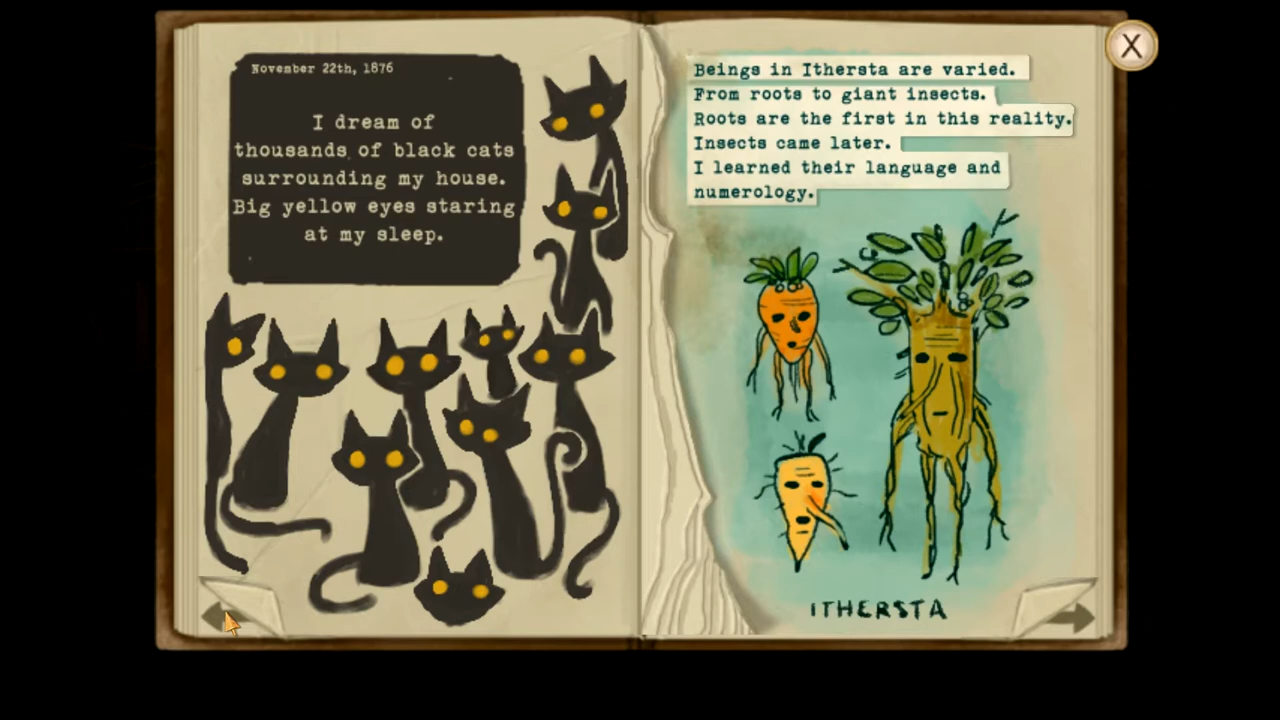 November 22th, 1876
I dream of
thousands of black cats
surrounding my house.
Big yellow eyes staring
at my sleep.
X
Beings in Ithersta are varied.
From roots to giant insects.
Roots are the first in this reality.
Insects came later.
I learned their language and
numerology.
ITHERSTA